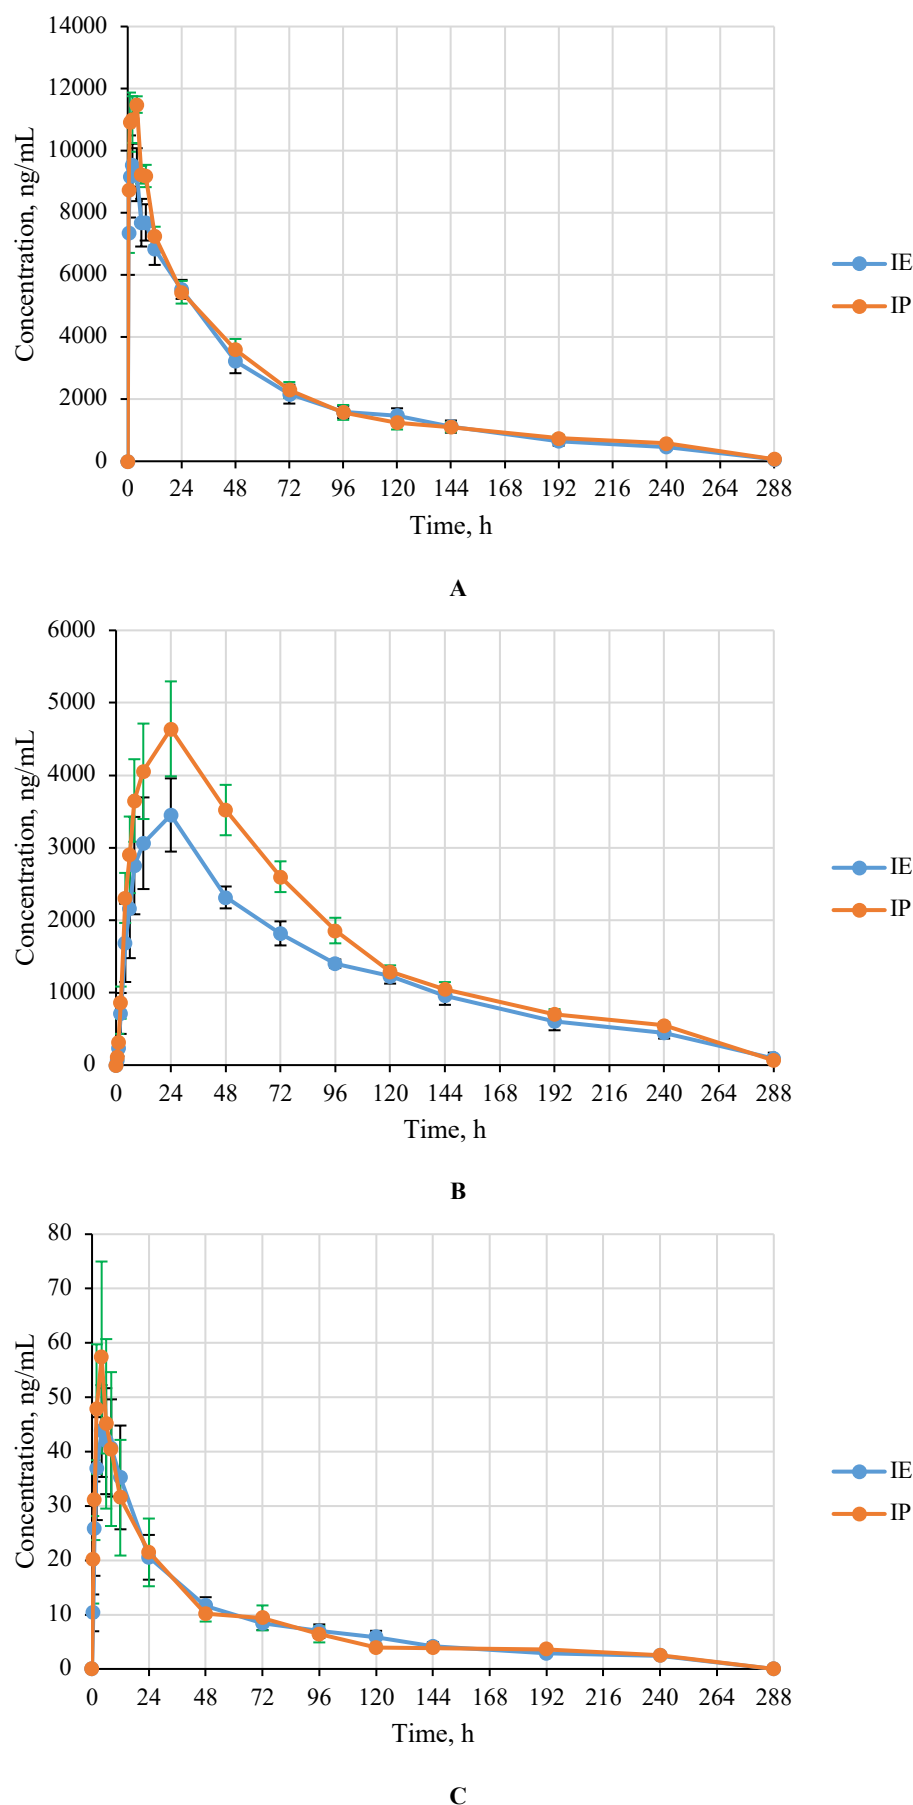 14000
12000
10000
8000
6000
4000
2000
0
Concentration, ng/mL
0 24 48 72 96 120 144 168 192 216 240 264 288
Time, h
IE
IP
A
6000
5000
4000
3000
2000
1000
0
Concentration, ng/mL
0 24 48 72 96 120 144 168 192 216 240 264 288
Time, h
IE
IP
B
80
70
60
50
40
30
20
10
0
Concentration, ng/mL
0 24 48 72 96 120 144 168 192 216 240 264 288
Time, h
IE
IP
C